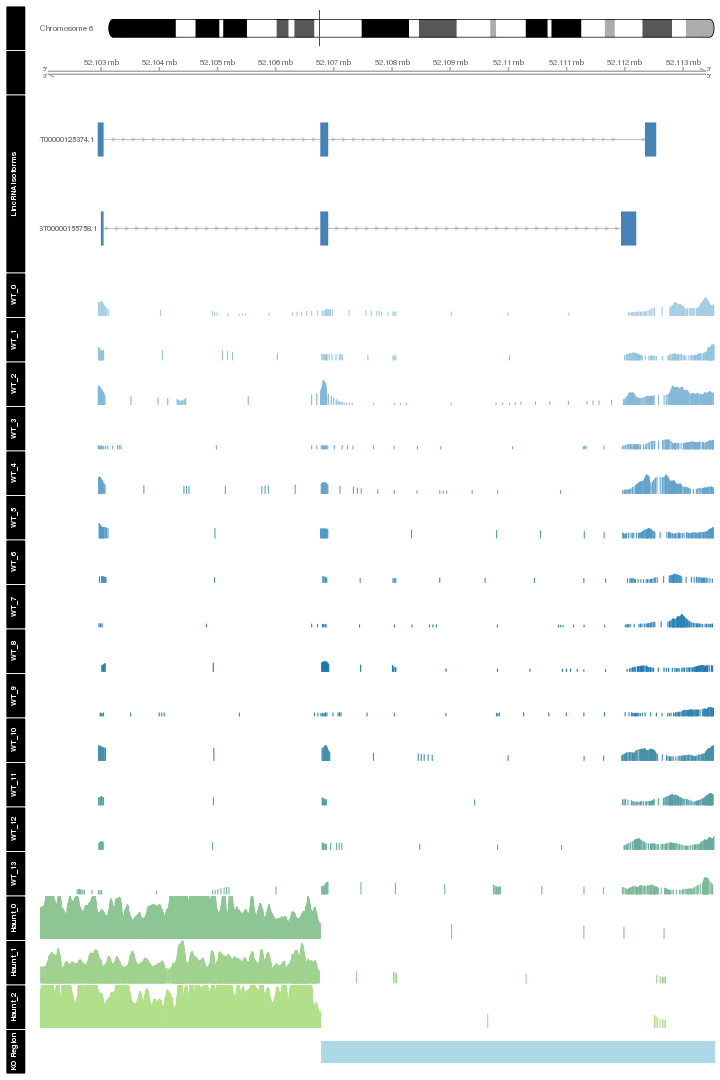 Chromosome 6
5' 3'
52.103 mb 52.104 mb 52.105 mb 52.106 mb 52.107 mb 52.108 mb 52.109 mb 52.11 mb 52.111 mb 52.112 mb 52.113 mb
3' 5'
LincRNA Isoforms
T00000125374.1
T00000155758.1
WT_0
WT_1
WT_2
WT_3
WT_4
WT_5
WT_6
WT_7
WT_8
WT_9
WT_10
WT_11
WT_12
WT_13
Haunt_0
Haunt_1
Haunt_2
KO Region